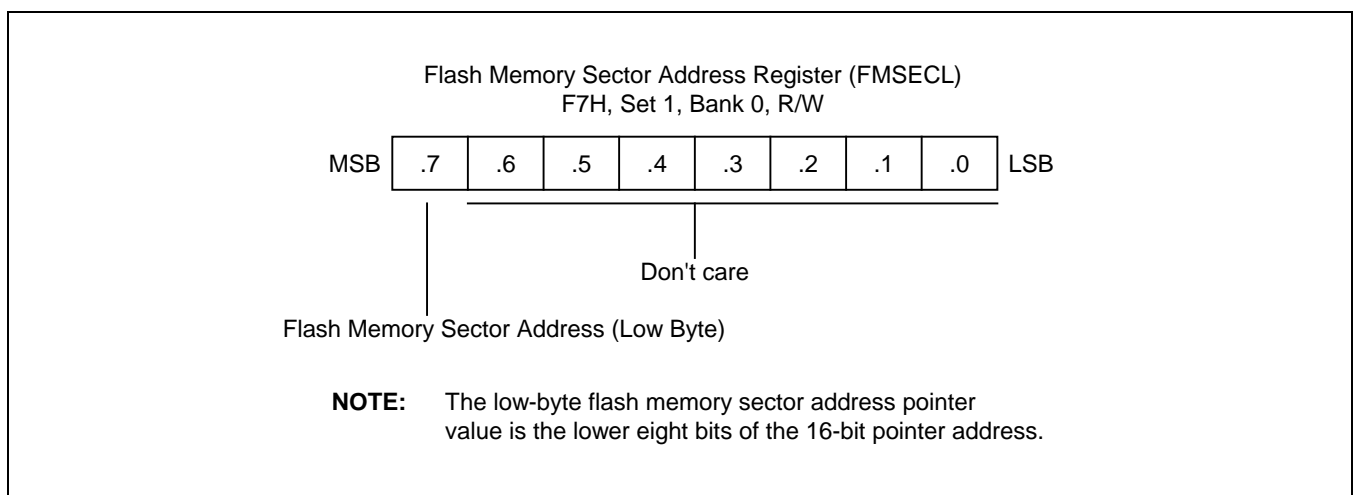 Flash Memory Sector Address Register (FMSECL)
F7H, Set 1, Bank 0, R/W
MSB .7 .6 .5 .4 .3 .2 .1 .0 LSB
Don't care
Flash Memory Sector Address (Low Byte)
NOTE: The low-byte flash memory sector address pointer
value is the lower eight bits of the 16-bit pointer address.